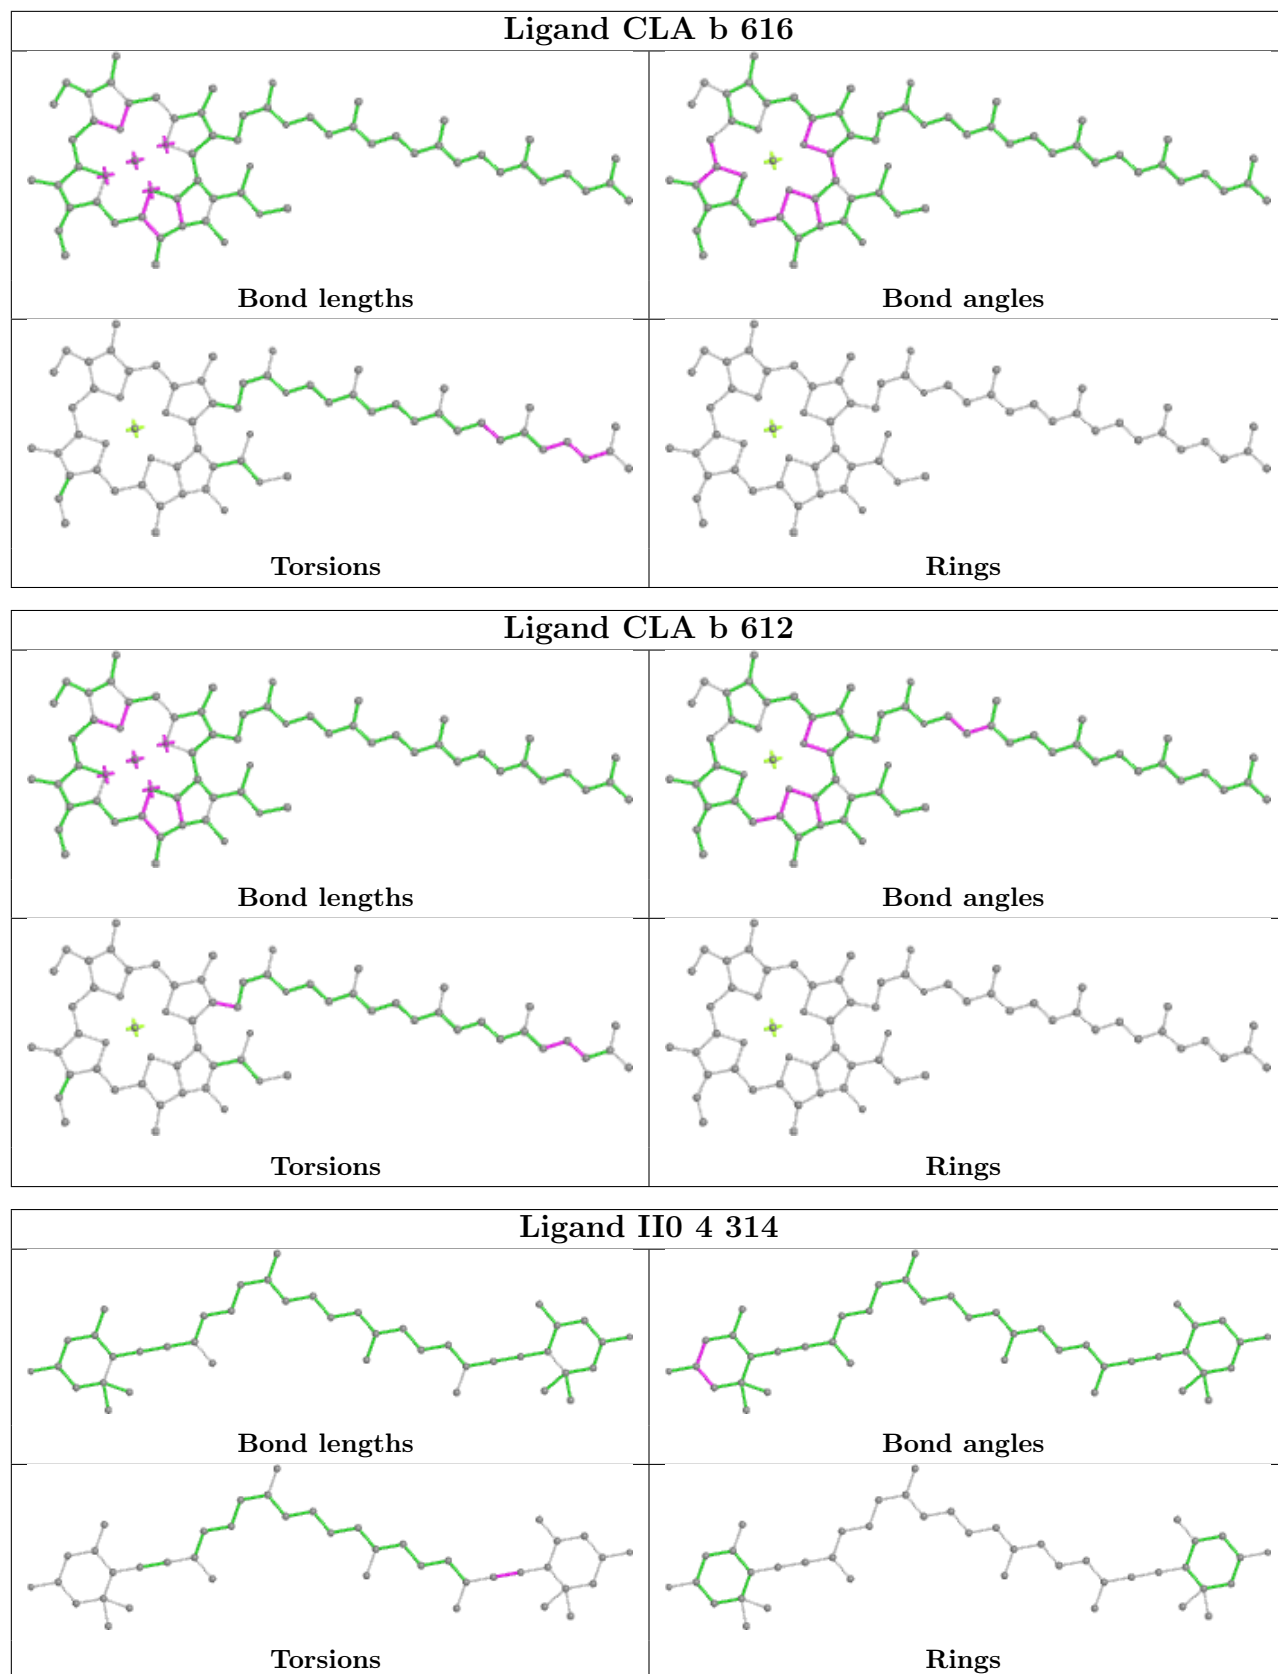 Ligand CLA b 616
Bond lengths
Bond angles
Torsions
Rings
Ligand CLA b 612
Bond lengths
Bond angles
Torsions
Rings
Ligand II0 4 314
Bond lengths
Bond angles
Torsions
Rings